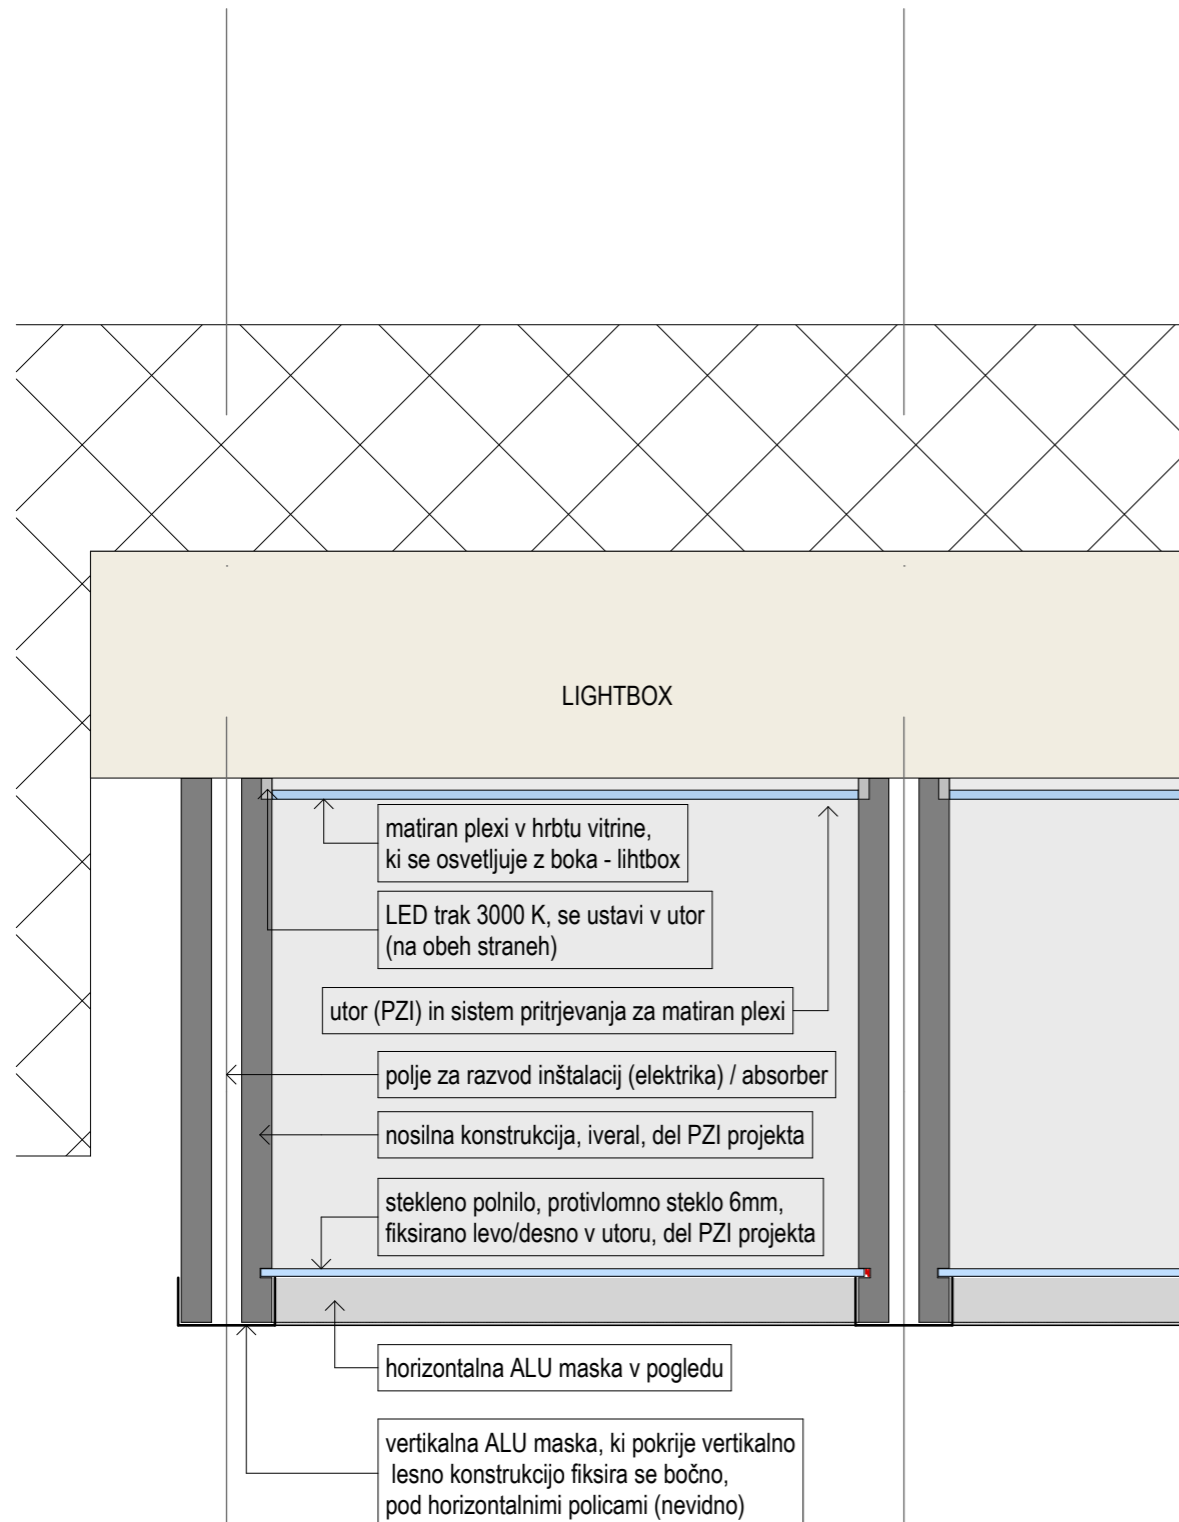 LIGHTBOX
matiran plexi v hrbtu vitrine,
ki se osvetljuje z boka - lihtbox
LED trak 3000 K, se ustavi v utor
(na obeh straneh)
utor (PZI) in sistem pritrjevanja za matiran plexi
polje za razvod inštalacij (elektrika) / absorber
nosilna konstrukcija, iveral, del PZI projekta
stekleno polnilo, protivlomno steklo 6mm,
fiksirano levo/desno v utoru, del PZI projekta
horizontalna ALU maska v pogledu
vertikalna ALU maska, ki pokrije vertikalno
lesno konstrukcijo fiksira se bočno,
pod horizontalnimi policami (nevidno)